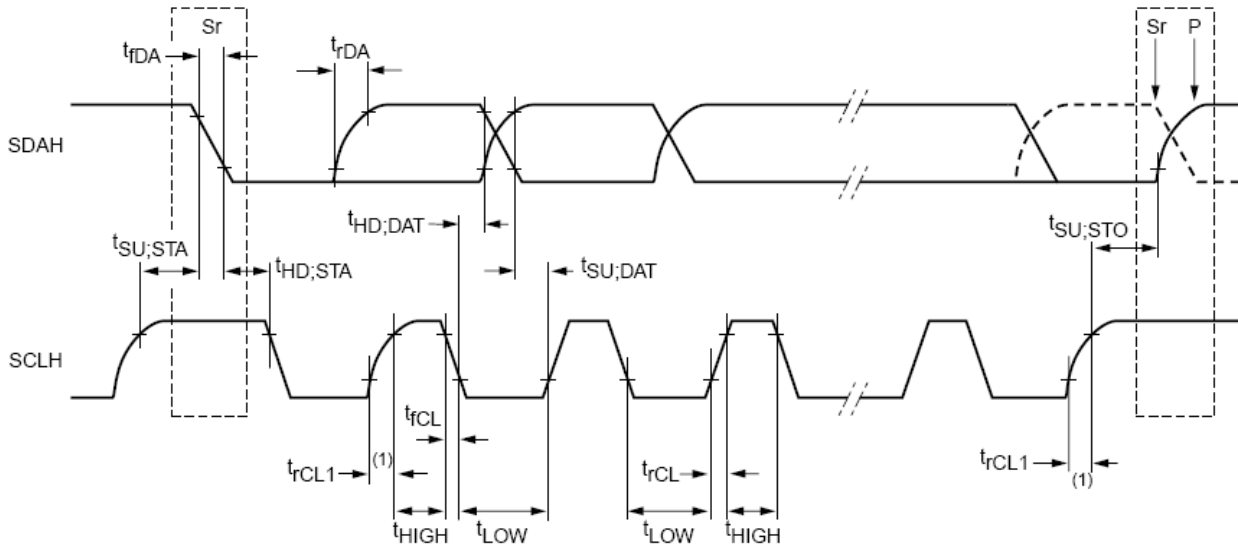 Sr
Sr P
tfDA
trDA
SDAH
tHD;DAT
tSU;STO
tSU;STA
tHD;STA
tSU;DAT
SCLH
tfCL
trCL1 (1)
trCL
trCL1 (1)
tHIGH
tLOW
tLOW
tHIGH